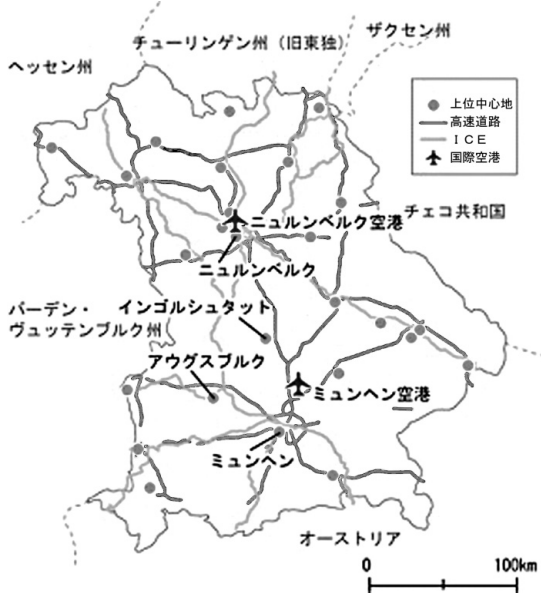 チューリンゲン州（旧東独）
ザクセン州
ヘッセン州
上位中心地
高速道路
ＩＣＥ
国際空港
チェコ共和国
ニュルンベルク空港
ニュルンベルク
バーデン・
ヴュッテンブルク州
インゴルシュタット
アウグスブルク
ミュンヘン空港
ミュンヘン
オーストリア
0
100km